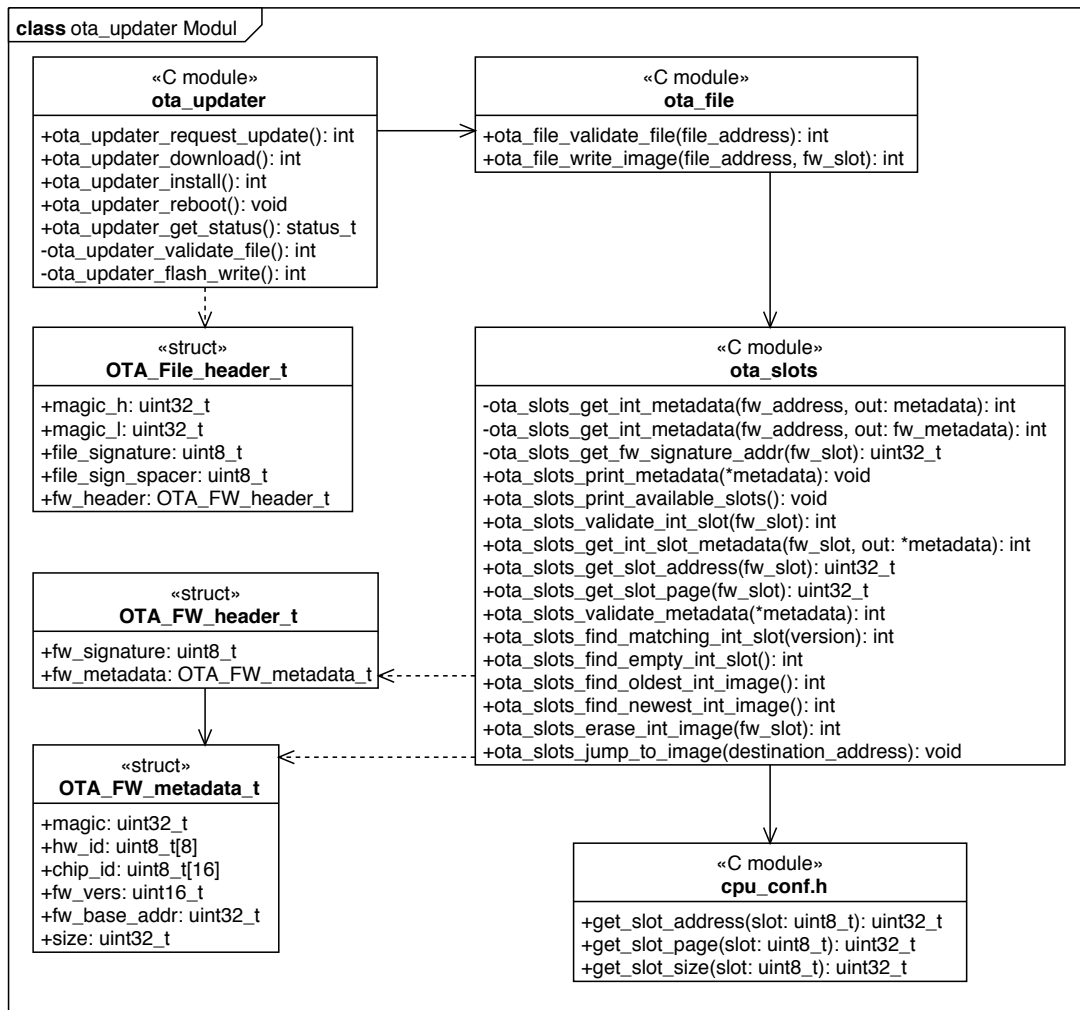 class ota_updater Modul
«C module»
ota_updater
+ota_updater_request_update(): int
+ota_updater_download(): int
+ota_updater_install(): int
+ota_updater_reboot(): void
+ota_updater_get_status(): status_t
-ota_updater_validate_file(): int
-ota_updater_flash_write(): int
«C module»
ota_file
+ota_file_validate_file(file_address): int
+ota_file_write_image(file_address, fw_slot): int
«struct»
OTA_File_header_t
+magic_h: uint32_t
+magic_l: uint32_t
+file_signature: uint8_t
+file_sign_spacer: uint8_t
+fw_header: OTA_FW_header_t
«C module»
ota_slots
-ota_slots_get_int_metadata(fw_address, out: metadata): int
-ota_slots_get_int_metadata(fw_address, out: fw_metadata): int
-ota_slots_get_fw_signature_addr(fw_slot): uint32_t
+ota_slots_print_metadata(*metadata): void
+ota_slots_print_available_slots(): void
+ota_slots_validate_int_slot(fw_slot): int
+ota_slots_get_int_slot_metadata(fw_slot, out: *metadata): int
+ota_slots_get_slot_address(fw_slot): uint32_t
+ota_slots_get_slot_page(fw_slot): uint32_t
+ota_slots_validate_metadata(*metadata): int
+ota_slots_find_matching_int_slot(version): int
+ota_slots_find_empty_int_slot(): int
+ota_slots_find_oldest_int_image(): int
+ota_slots_find_newest_int_image(): int
+ota_slots_erase_int_image(fw_slot): int
+ota_slots_jump_to_image(destination_address): void
«struct»
OTA_FW_header_t
+fw_signature: uint8_t
+fw_metadata: OTA_FW_metadata_t
«struct»
OTA_FW_metadata_t
+magic: uint32_t
+hw_id: uint8_t[8]
+chip_id: uint8_t[16]
+fw_vers: uint16_t
+fw_base_addr: uint32_t
+size: uint32_t
«C module»
cpu_conf.h
+get_slot_address(slot: uint8_t): uint32_t
+get_slot_page(slot: uint8_t): uint32_t
+get_slot_size(slot: uint8_t): uint32_t